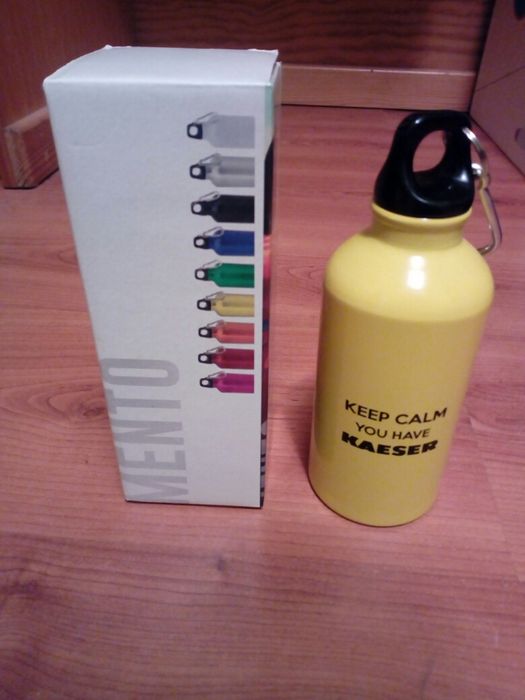 MENTO
KEEP CALM
YOU HAVE
KAESER